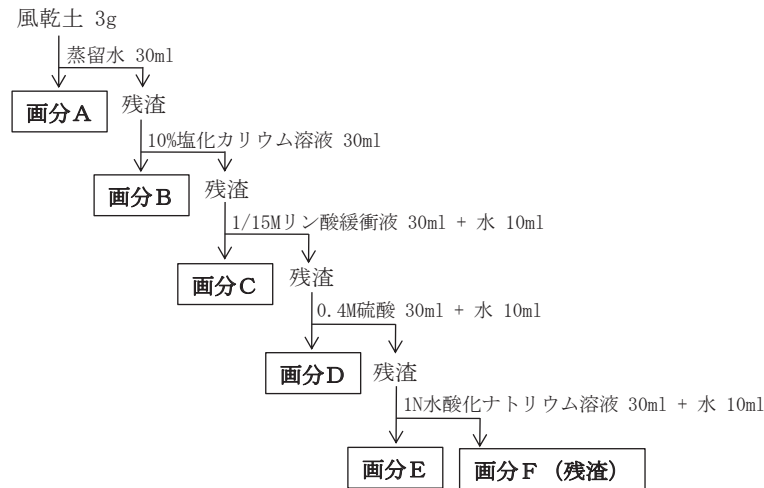 風乾土 3g
蒸留水 30ml
画分A 残渣
10%塩化カリウム溶液 30ml
画分B 残渣
1/15Mリン酸緩衝液 30ml + 水 10ml
画分C 残渣
0.4M硫酸 30ml + 水 10ml
画分D 残渣
1N水酸化ナトリウム溶液 30ml + 水 10ml
画分E 画分F (残渣)